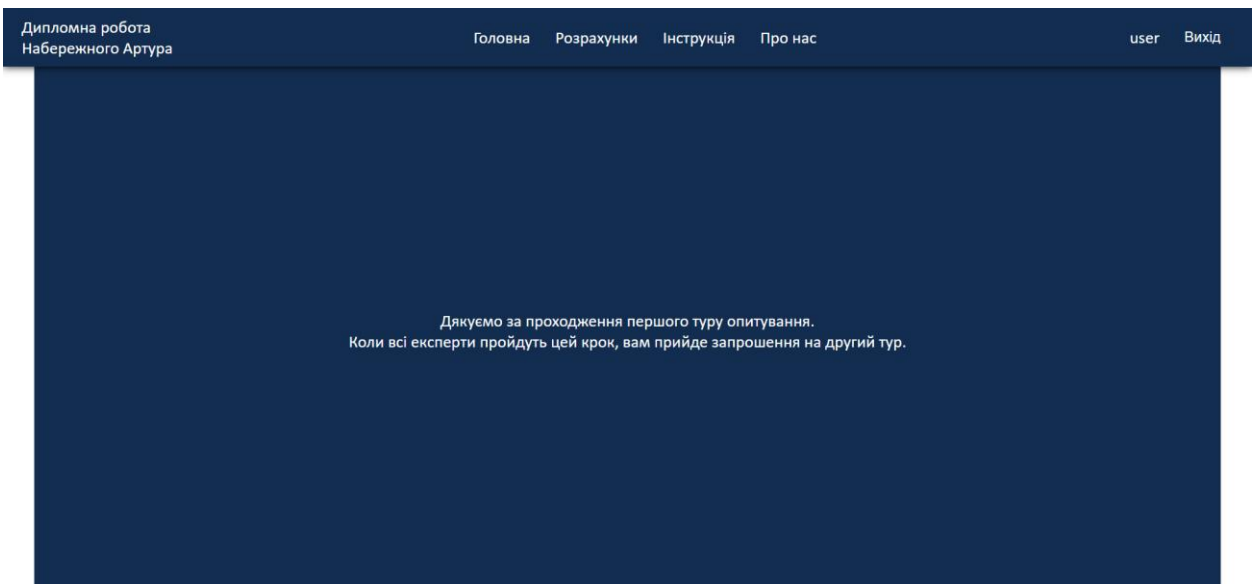 Дипломна робота
Набережного Артура
Головна Розрахунки Інструкція Про нас
user Вихід
Дякуємо за проходження першого туру опитування.
Коли всі експерти пройдуть цей крок, вам прийде запрошення на другий тур.